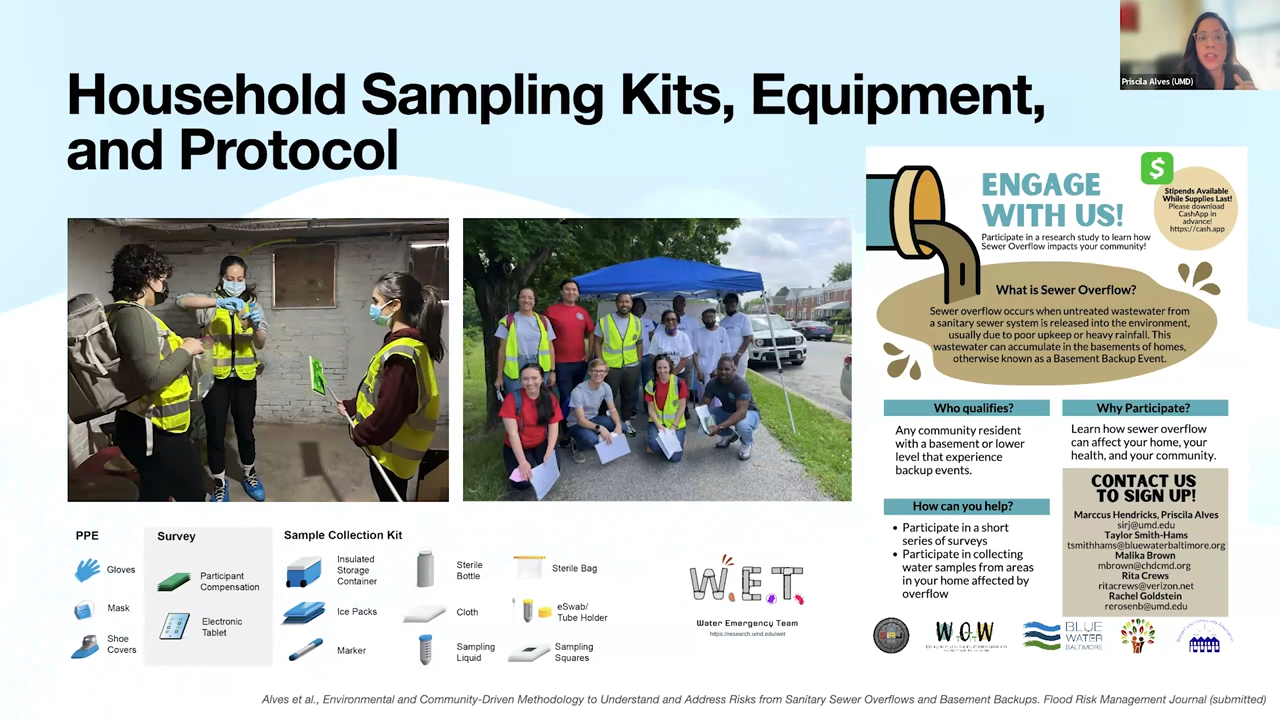 Priscila Alves (UMD)
Household Sampling Kits, Equipment,
and Protocol
ENGAGE
WITH US!
Participate in a research study to learn how
Sewer Overflow impacts your community!
$
Stipends Available
While Supplies Last!
Please download
CashApp in
advance!
https://cash.app
What is Sewer Overflow?
Sewer overflow occurs when untreated wastewater from
a sanitary sewer system is released into the environment,
usually due to poor upkeep or heavy rainfall. This
wastewater can accumulate in the basements of homes,
otherwise known as a Basement Backup Event.
Who qualifies?
Any community resident
with a basement or lower
level that experience
backup events.
How can you help?
• Participate in a short
series of surveys
• Participate in collecting
water samples from areas
in your home affected by
overflow
Why Participate?
Learn how sewer overflow
can affect your home, your
health, and your community.
CONTACT US
TO SIGN UP!
Marccus Hendricks, Priscila Alves
sirj@umd.edu
Taylor Smith-Hams
tsmithhams@bluewaterbaltimore.org
Malika Brown
mbrown@chdcmd.org
Rita Crews
ritacrews@verizon.net
Rachel Goldstein
rerosenb@umd.edu
WOW
BLUE
WATER
BALTIMORE
PPE
Gloves
Mask
Shoe
Covers
Survey
Participant
Compensation
Electronic
Tablet
Sample Collection Kit
Insulated
Storage
Container
Ice Packs
Marker
Sterile
Bottle
Cloth
Sampling
Liquid
Sterile Bag
eSwab/
Tube Holder
Sampling
Squares
W.E.T.
Water Emergency Team
https://research.umd.edu/wet
Alves et al., Environmental and Community-Driven Methodology to Understand and Address Risks from Sanitary Sewer Overflows and Basement Backups. Flood Risk Management Journal (submitted)